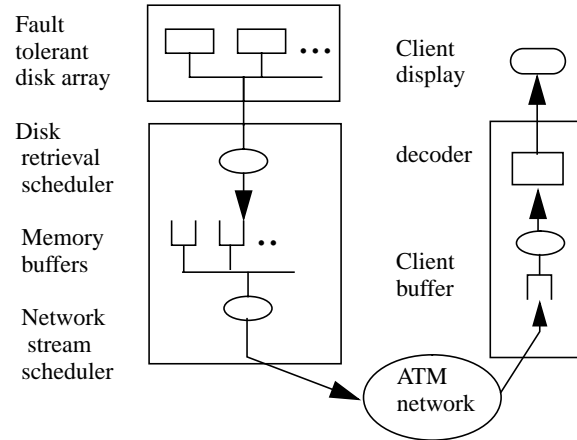 Fault
tolerant
disk array
Disk
retrieval
scheduler
Memory
buffers
Network
stream
scheduler
Client
display
decoder
Client
buffer
ATM
network